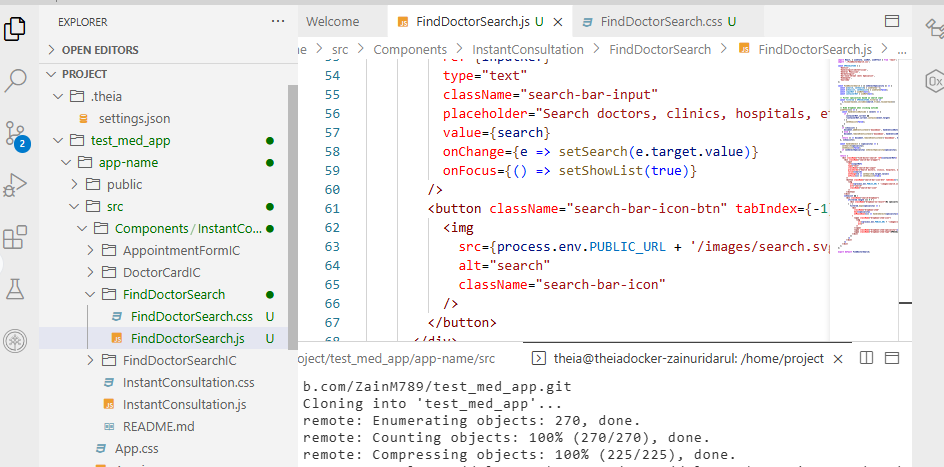 EXPLORER
OPEN EDITORS
PROJECT
.theia
settings.json
test_med_app
app-name
public
src
Components / InstantCo...
AppointmentFormIC
DoctorCardIC
FindDoctorSearch
FindDoctorSearch.css U
FindDoctorSearch.js U
FindDoctorSearchIC
InstantConsultation.css
InstantConsultation.js
README.md
App.css
2
Welcome
FindDoctorSearch.js U
FindDoctorSearch.css U
ne > src > Components > InstantConsultation > FindDoctorSearch > FindDoctorSearch.js > ...
54 type="text"
55 className="search-bar-input"
56 placeholder="Search doctors, clinics, hospitals, e
57 value={search}
58 onChange={e => setSearch(e.target.value)}
59 onFocus={() => setShowList(true)}
60 />
61 <button className="search-bar-icon-btn" tabIndex={-1
62 <img
63 src={process.env.PUBLIC_URL + '/images/search.sv
64 alt="search"
65 className="search-bar-icon"
66 />
67 </button>
68 </div>
oject/test_med_app/app-name/src
theia@theiadocker-zainuridarul: /home/project
b.com/ZainM789/test_med_app.git
Cloning into 'test_med_app'...
remote: Enumerating objects: 270, done.
remote: Counting objects: 100% (270/270), done.
remote: Compressing objects: 100% (225/225), done.